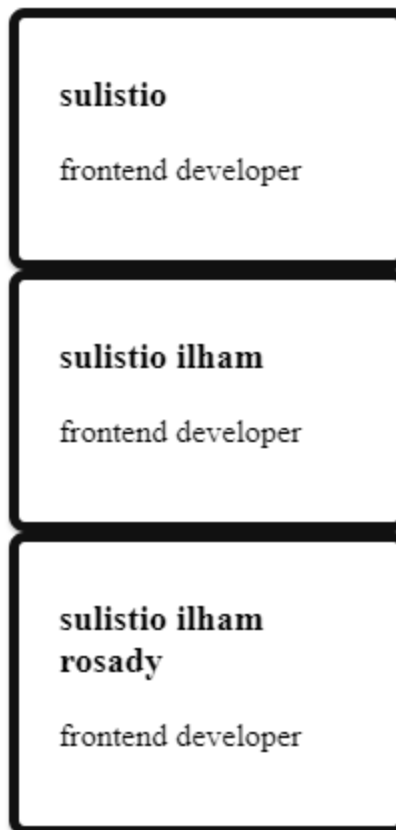 sulistio
frontend developer
sulistio ilham
frontend developer
sulistio ilham
rosady
frontend developer